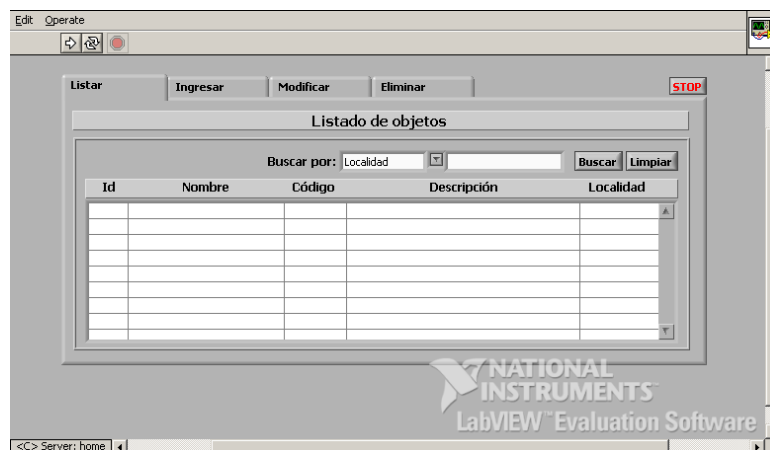 Edit Operate
Listar Ingresar Modificar Eliminar STOP
Listado de objetos
Buscar por: Localidad Buscar Limpiar
Id Nombre Código Descripción Localidad
NATIONAL
INSTRUMENTS
LabVIEW™ Evaluation Software
<C> Server: home